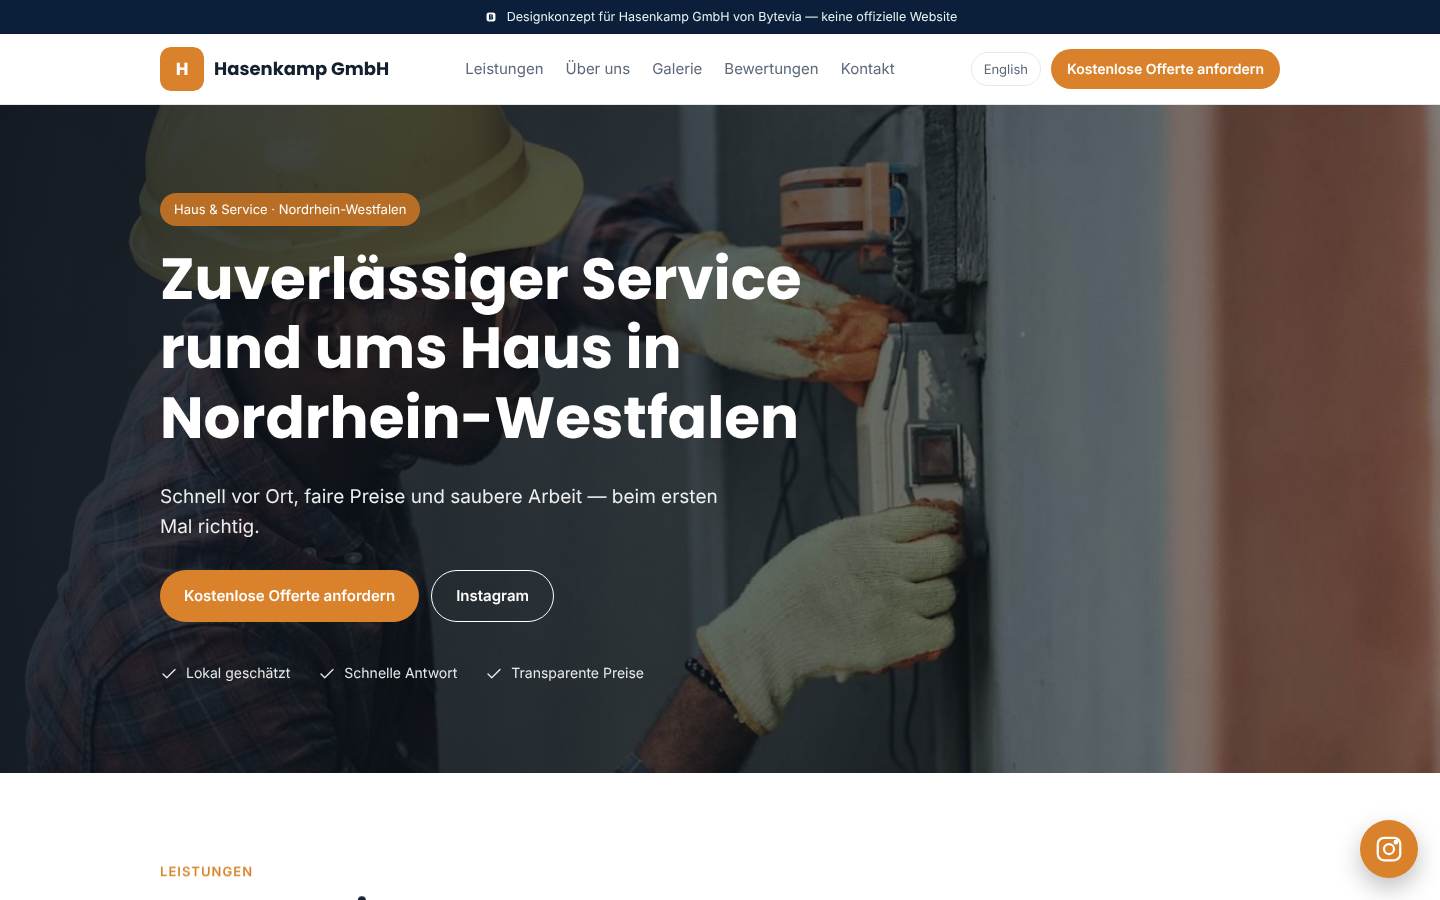 Designkonzept für Hasenkamp GmbH von Bytevia — keine offizielle Website
H
Hasenkamp GmbH
Leistungen
Über uns
Galerie
Bewertungen
Kontakt
English
Kostenlose Offerte anfordern
Haus & Service · Nordrhein-Westfalen
Zuverlässiger Service
rund ums Haus in
Nordrhein-Westfalen
Schnell vor Ort, faire Preise und saubere Arbeit — beim ersten
Mal richtig.
Kostenlose Offerte anfordern
Instagram
Lokal geschätzt
Schnelle Antwort
Transparente Preise
LEISTUNGEN